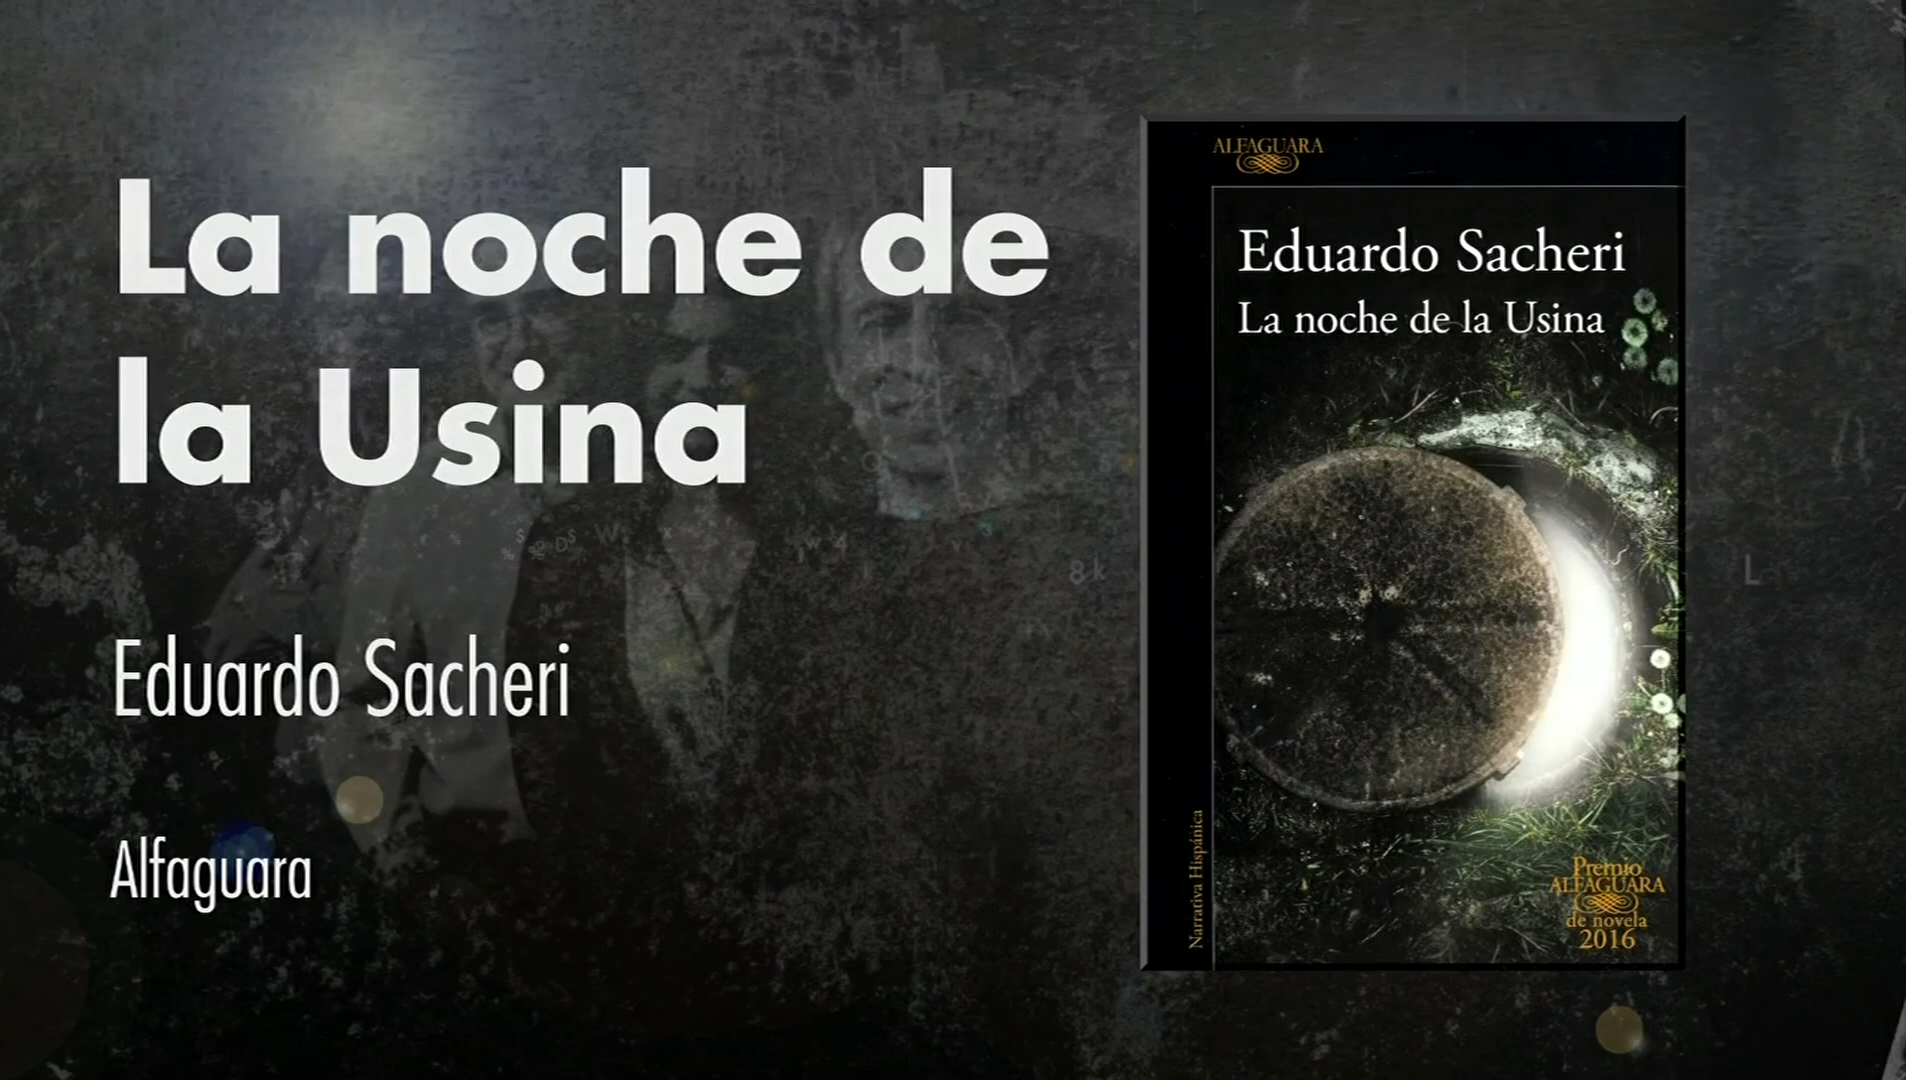 La noche de
la Usina
Eduardo Sacheri
Alfaguara
ALFAGUARA
Eduardo Sacheri
La noche de la Usina
Narrativa Hispánica
Premio
ALFAGUARA
de novela
2016
8k
L